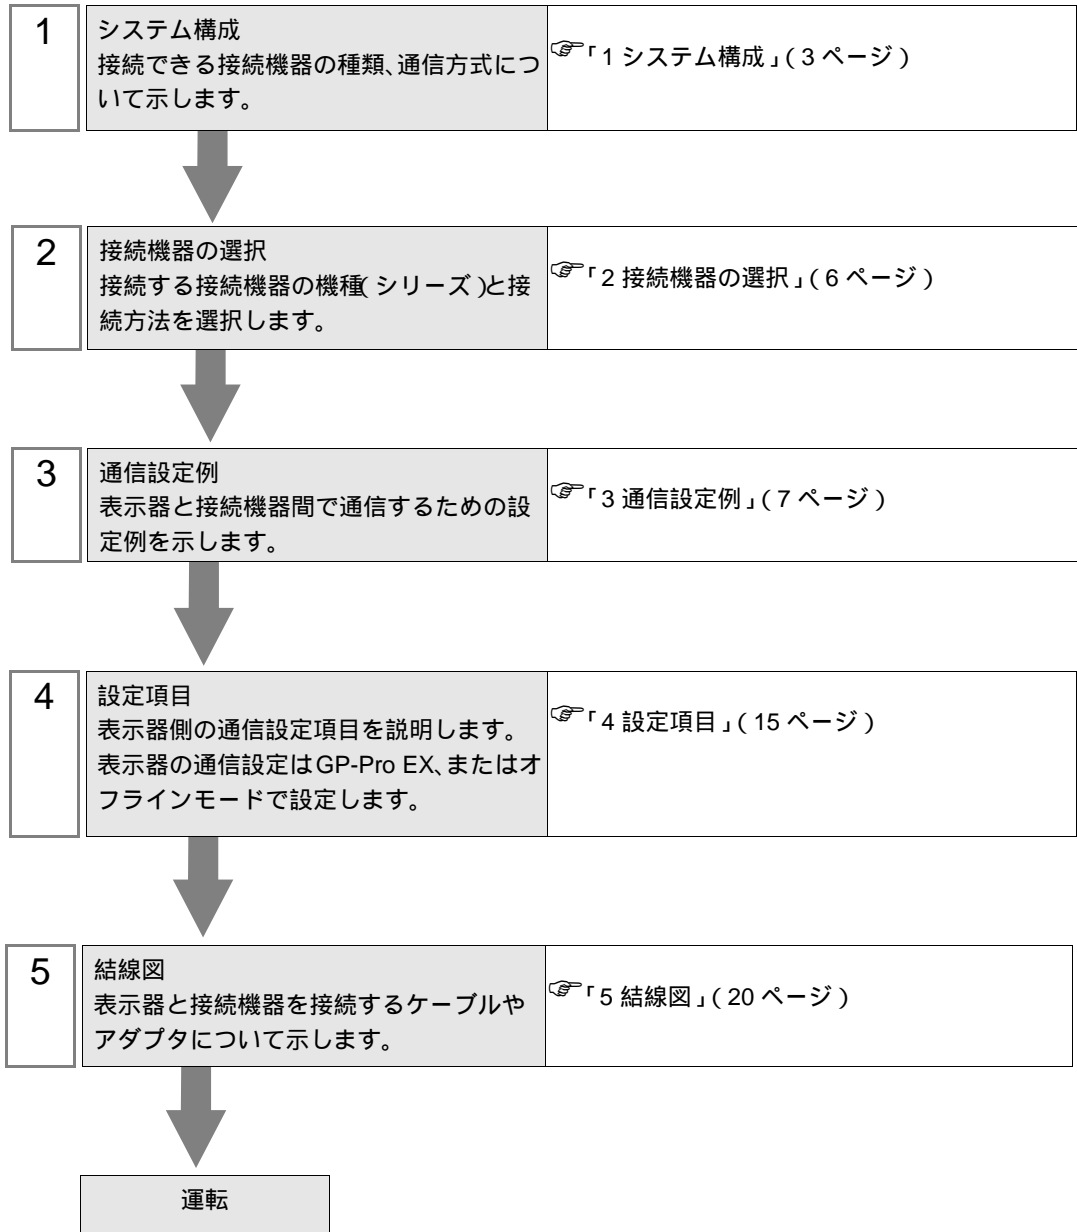 1
システム構成
接続できる接続機器の種類、通信方式につ
いて示します。
☞「1 システム構成」(3 ページ)
2
接続機器の選択
接続する接続機器の機種(シリーズ)と接
続方法を選択します。
☞「2 接続機器の選択」(6 ページ)
3
通信設定例
表示器と接続機器間で通信するための設
定例を示します。
☞「3 通信設定例」(7 ページ)
4
設定項目
表示器側の通信設定項目を説明します。
表示器の通信設定はGP-Pro EX、またはオ
フラインモードで設定します。
☞「4 設定項目」(15 ページ)
5
結線図
表示器と接続機器を接続するケーブルや
アダプタについて示します。
☞「5 結線図」(20 ページ)
運転